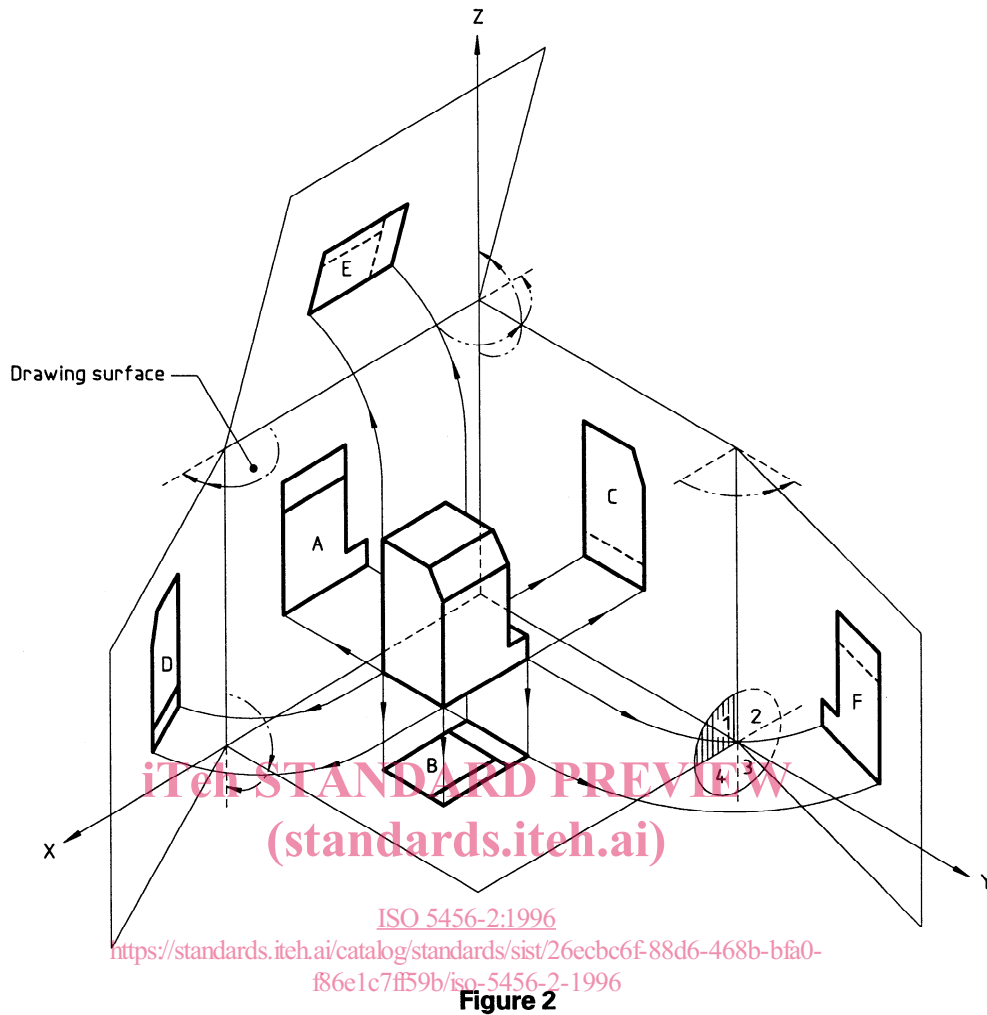 Z
E
Drawing surface
C
A
D
F
1 2
B
4 3
iTeh STANDARD PREVIEW
(standards.iteh.ai)
X
Y
ISO 5456-2:1996
https://standards.iteh.ai/catalog/standards/sist/26ecbc6f-88d6-468b-bfa0-
f86e1c7ff59b/iso-5456-2-1996
Figure 2